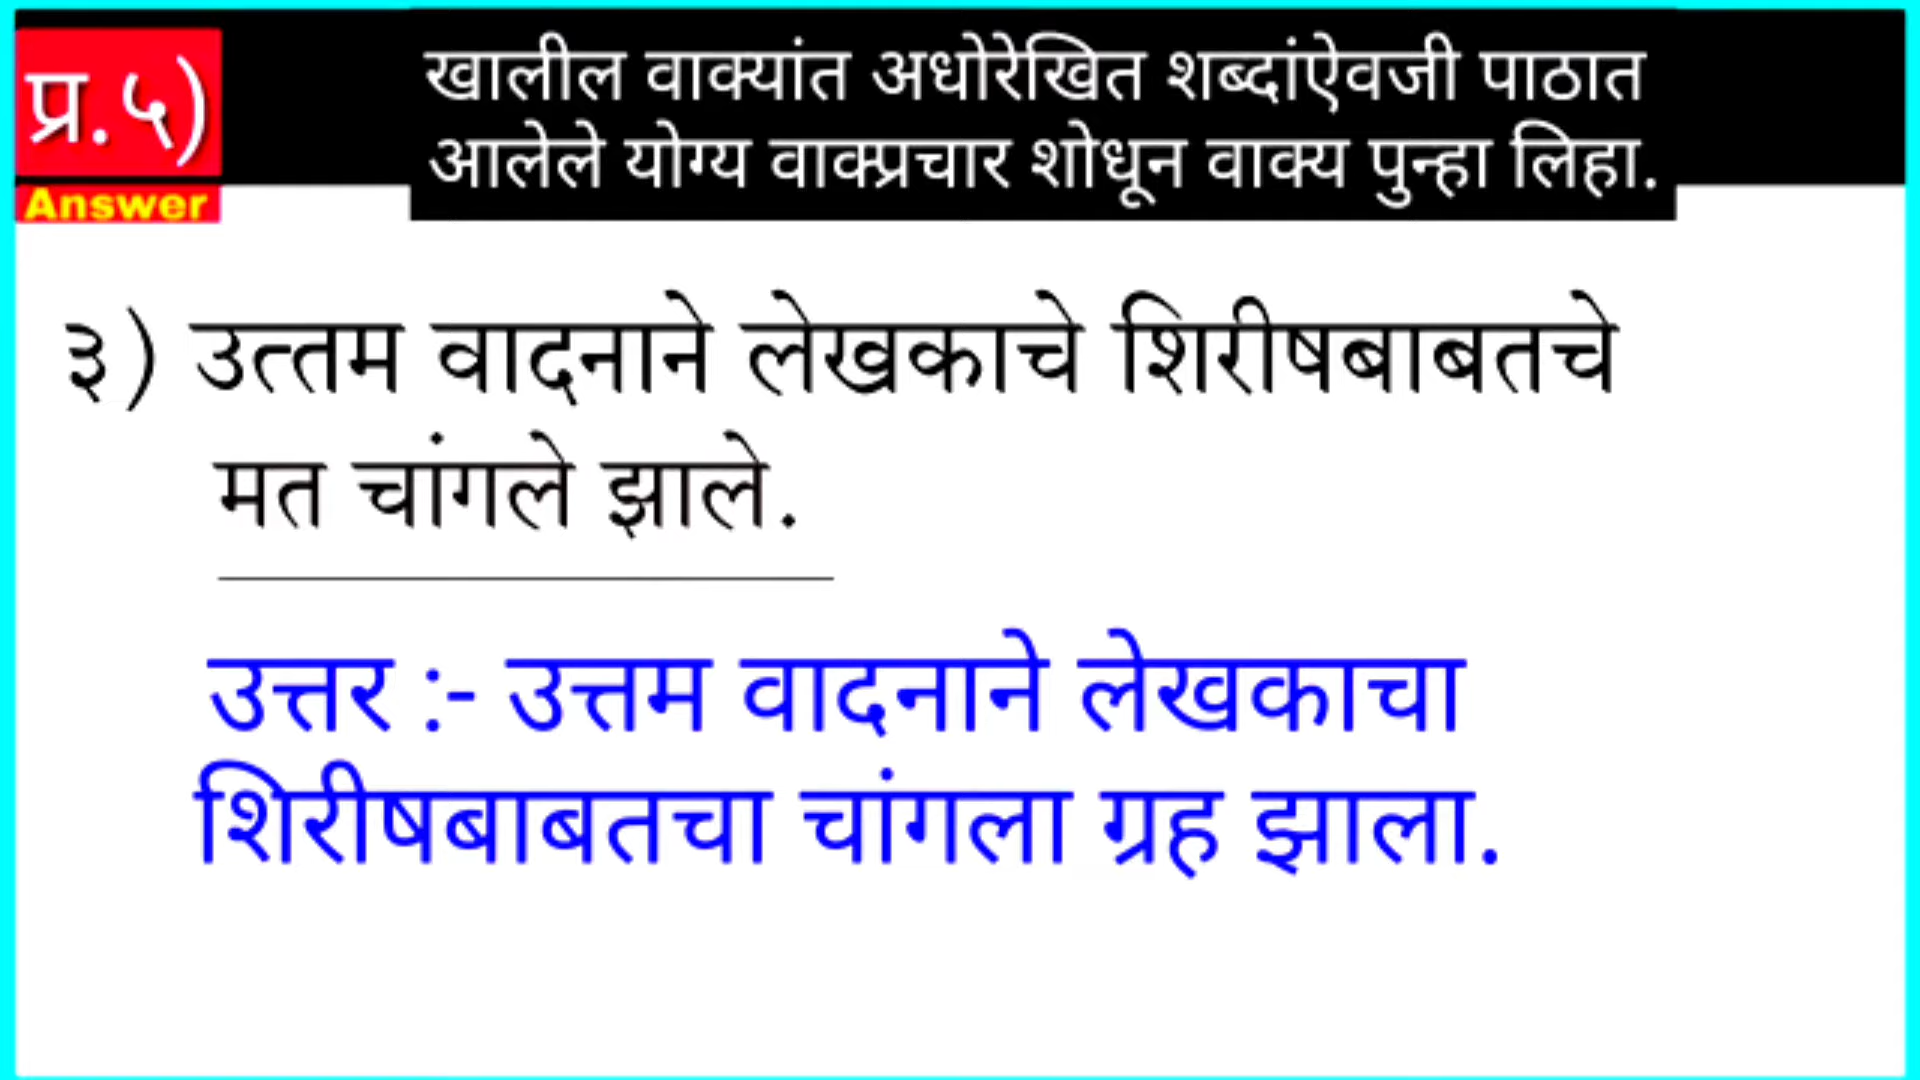 प्र.५)
Answer
खालील वाक्यांत अधोरेखित शब्दांऐवजी पाठात
आलेले योग्य वाक्प्रचार शोधून वाक्य पुन्हा लिहा.
३) उत्तम वादनाने लेखकाचे शिरीषबाबतचे
मत चांगले झाले.
उत्तर :- उत्तम वादनाने लेखकाचा
शिरीषबाबतचा चांगला ग्रह झाला.